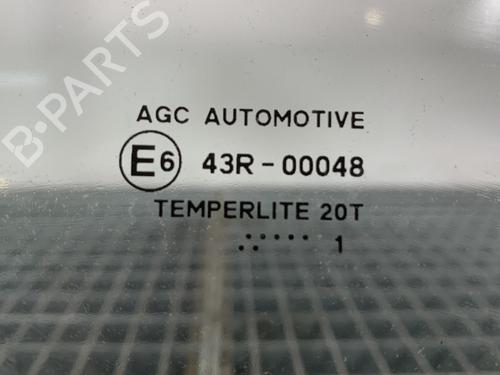 B-PARTS
AGC AUTOMOTIVE
E6 43R-00048
TEMPERLITE 20T
1